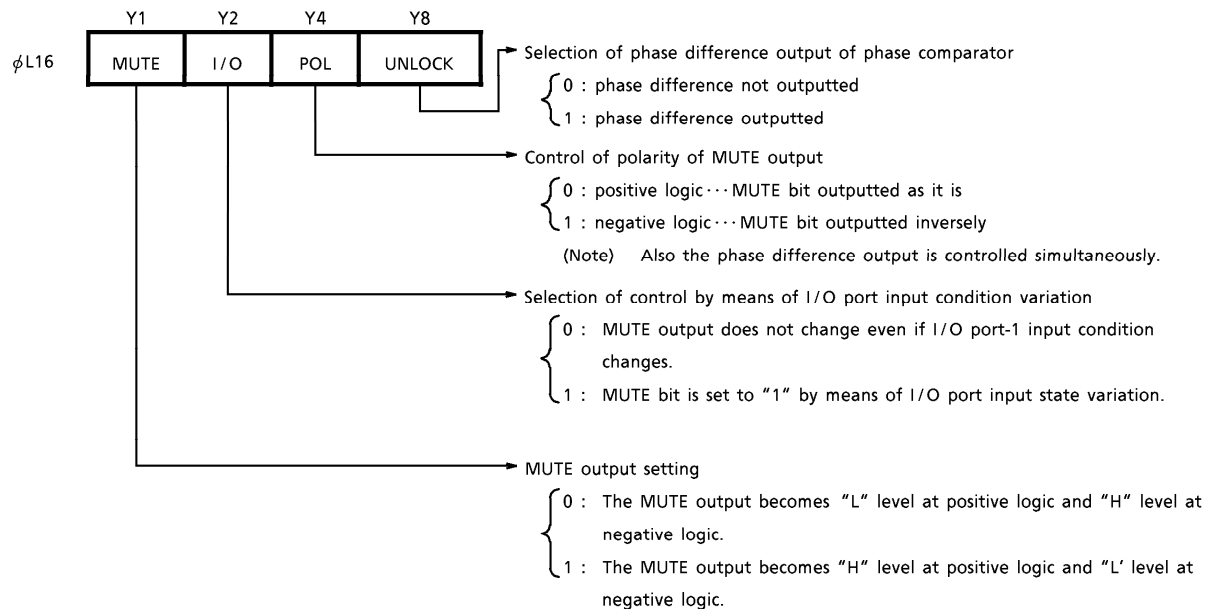 Y1 Y2 Y4 Y8
ϕL16 MUTE I/O POL UNLOCK
Selection of phase difference output of phase comparator
0 : phase difference not outputted
1 : phase difference outputted
Control of polarity of MUTE output
0 : positive logic ··· MUTE bit outputted as it is
1 : negative logic ··· MUTE bit outputted inversely
(Note) Also the phase difference output is controlled simultaneously.
Selection of control by means of I/O port input condition variation
0 : MUTE output does not change even if I/O port-1 input condition
changes.
1 : MUTE bit is set to "1" by means of I/O port input state variation.
MUTE output setting
0 : The MUTE output becomes "L" level at positive logic and "H" level at
negative logic.
1 : The MUTE output becomes "H" level at positive logic and "L' level at
negative logic.